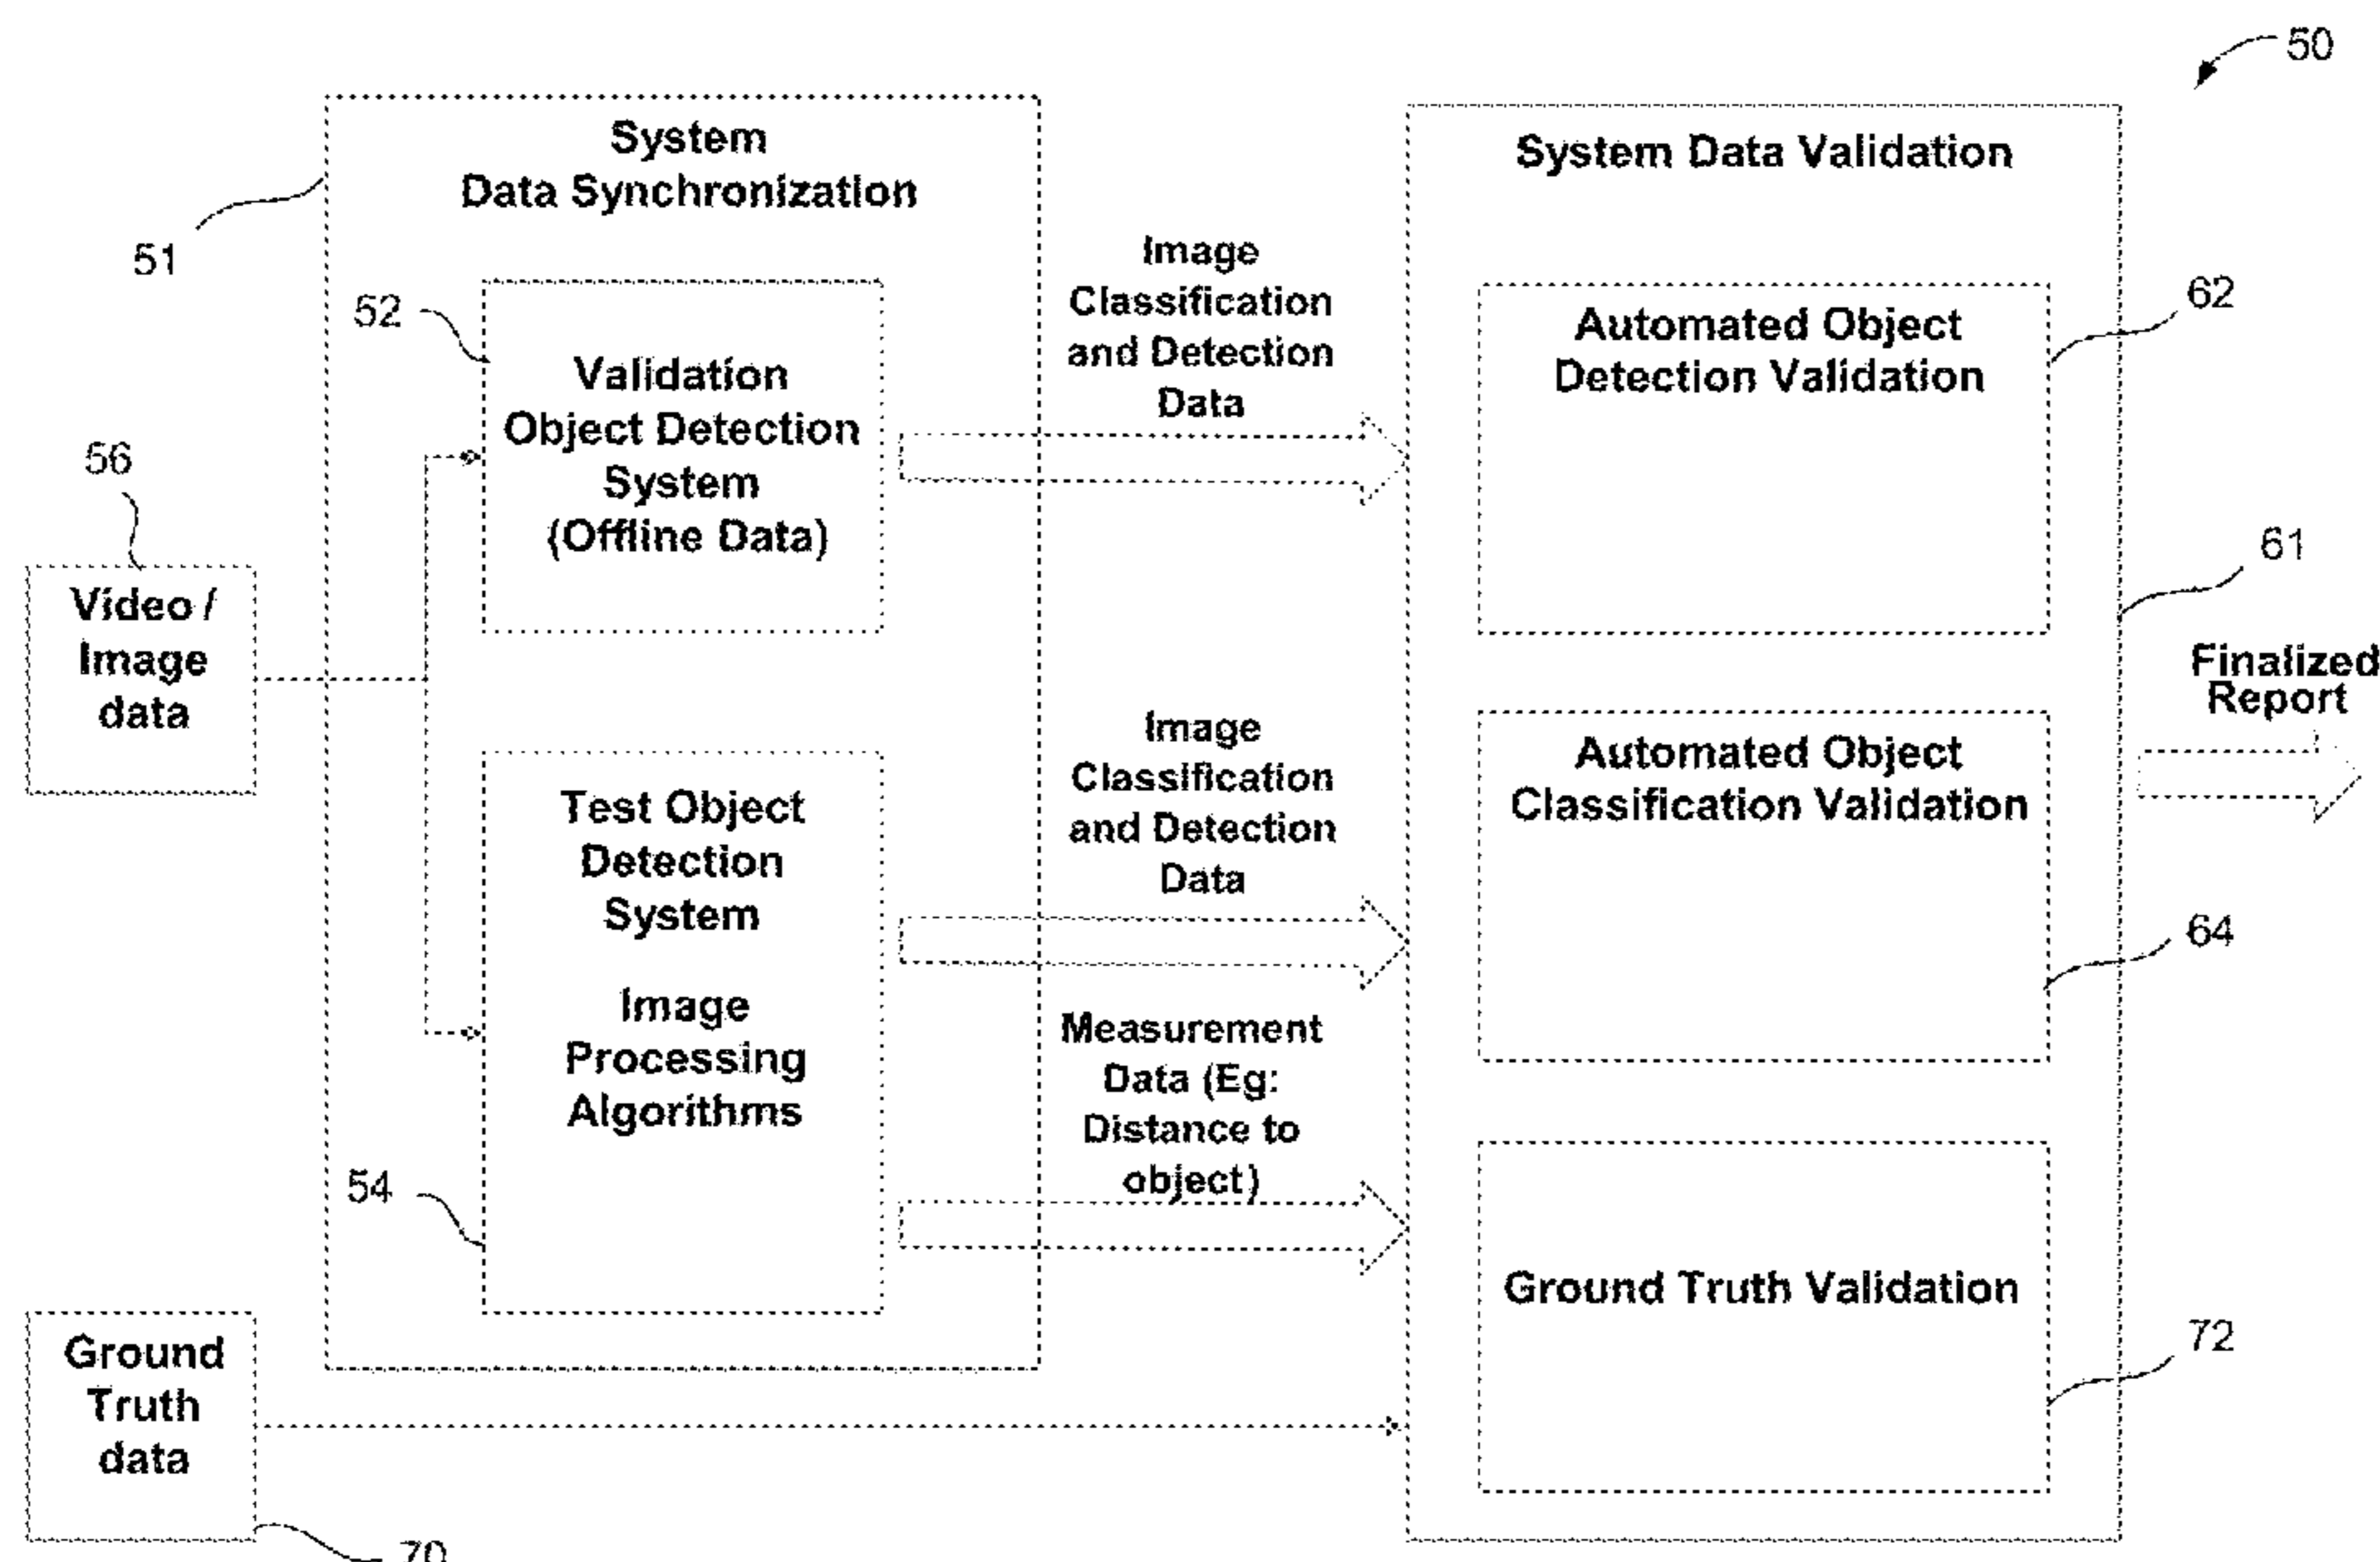 50
System
Data Synchronization
51
52
Validation
Object Detection
System
(Offline Data)
56
Video /
Image
data
Test Object
Detection
System
Image
Processing
Algorithms
54
Ground
Truth
data
70
Image
Classification
and Detection
Data
Image
Classification
and Detection
Data
Measurement
Data (Eg:
Distance to
object)
System Data Validation
Automated Object
Detection Validation
62
61
Automated Object
Classification Validation
64
Ground Truth Validation
72
Finalized
Report